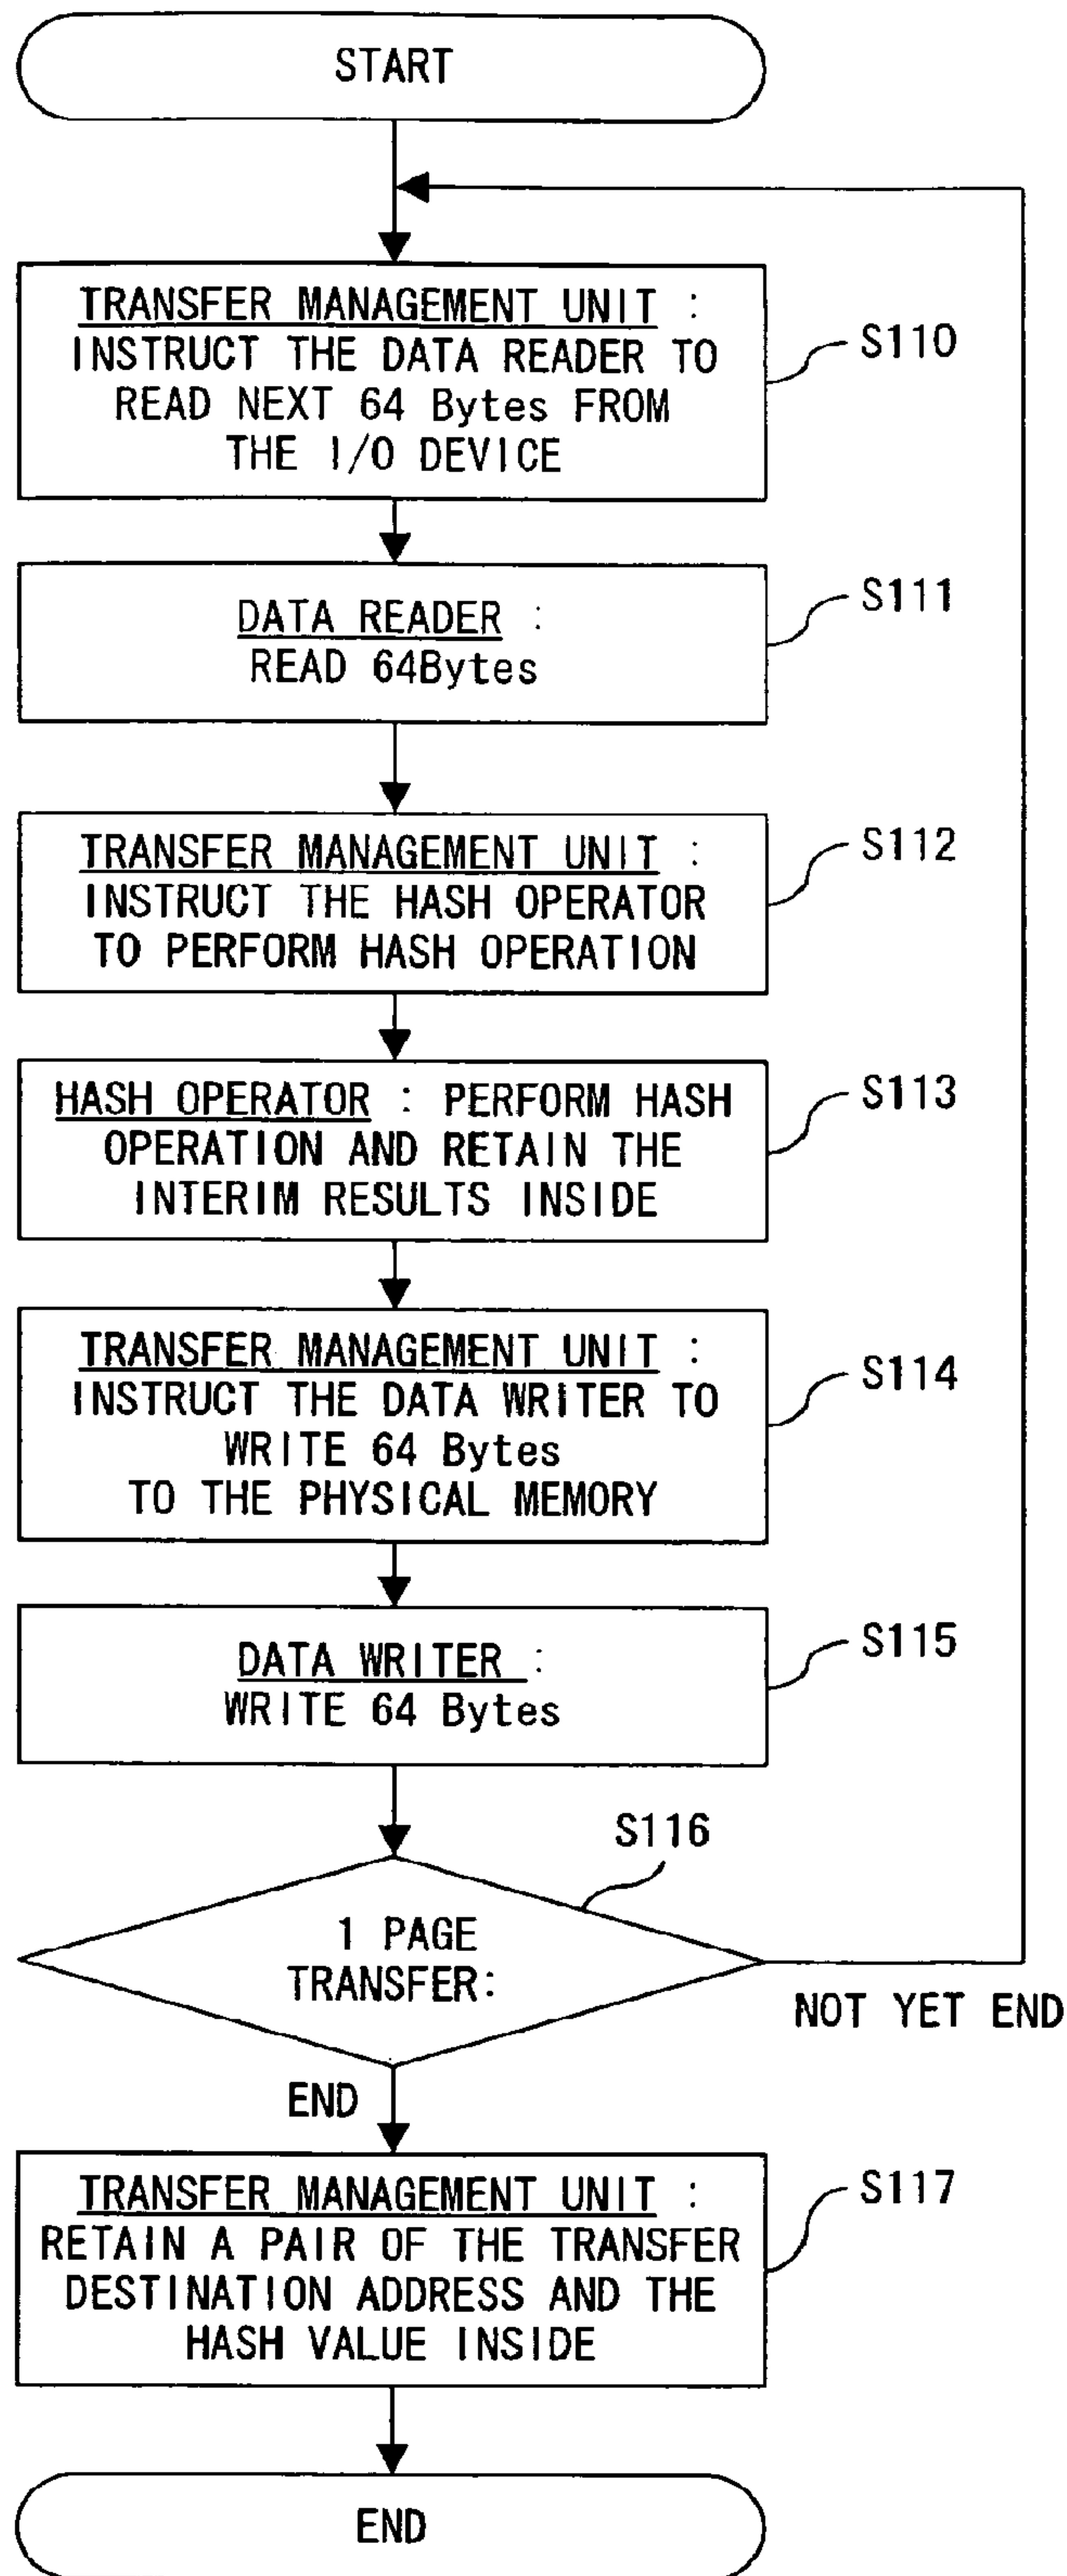 START
TRANSFER MANAGEMENT UNIT :
INSTRUCT THE DATA READER TO
READ NEXT 64 Bytes FROM
THE I/O DEVICE
S110
DATA READER :
READ 64Bytes
S111
TRANSFER MANAGEMENT UNIT :
INSTRUCT THE HASH OPERATOR
TO PERFORM HASH OPERATION
S112
HASH OPERATOR : PERFORM HASH
OPERATION AND RETAIN THE
INTERIM RESULTS INSIDE
S113
TRANSFER MANAGEMENT UNIT :
INSTRUCT THE DATA WRITER TO
WRITE 64 Bytes
TO THE PHYSICAL MEMORY
S114
DATA WRITER :
WRITE 64 Bytes
S115
S116
1 PAGE
TRANSFER:
NOT YET END
END
TRANSFER MANAGEMENT UNIT :
RETAIN A PAIR OF THE TRANSFER
DESTINATION ADDRESS AND THE
HASH VALUE INSIDE
S117
END